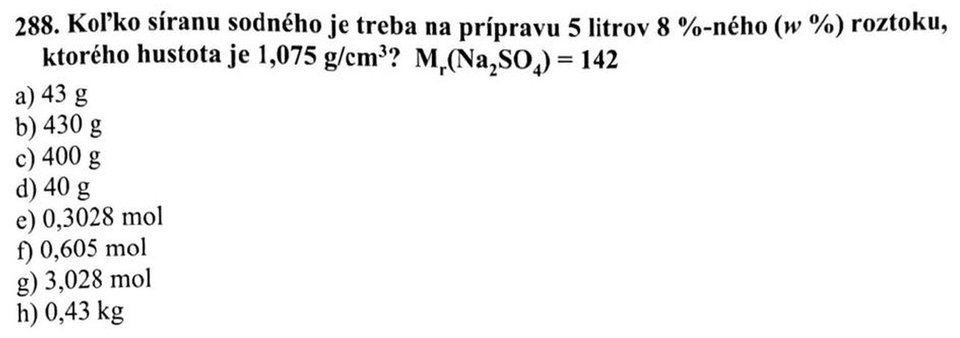 288. Koľko síranu sodného je treba na prípravu 5 litrov 8 %-ného (w %) roztoku,
ktorého hustota je 1,075 g/cm³? Mᵣ(Na₂SO₄) = 142
a) 43 g
b) 430 g
c) 400 g
d) 40 g
e) 0,3028 mol
f) 0,605 mol
g) 3,028 mol
h) 0,43 kg